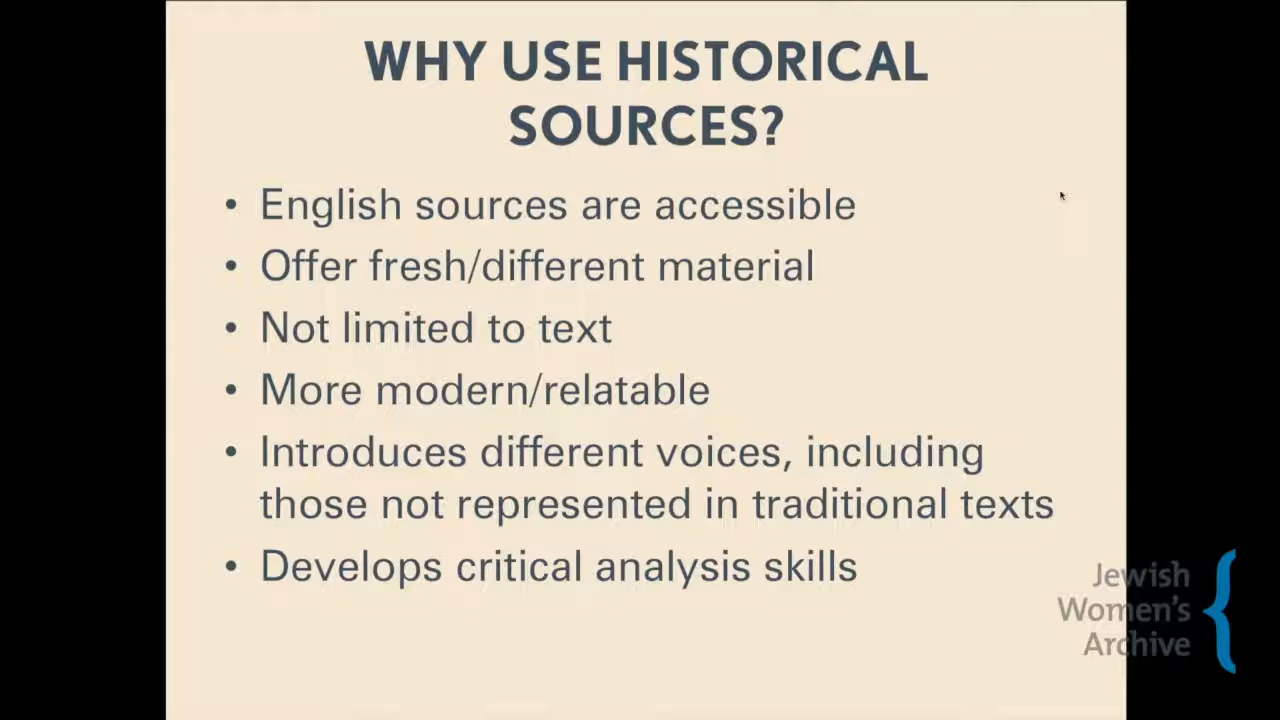 WHY USE HISTORICAL
SOURCES?
• English sources are accessible
• Offer fresh/different material
• Not limited to text
• More modern/relatable
• Introduces different voices, including
those not represented in traditional texts
• Develops critical analysis skills
Jewish
Women's
Archive